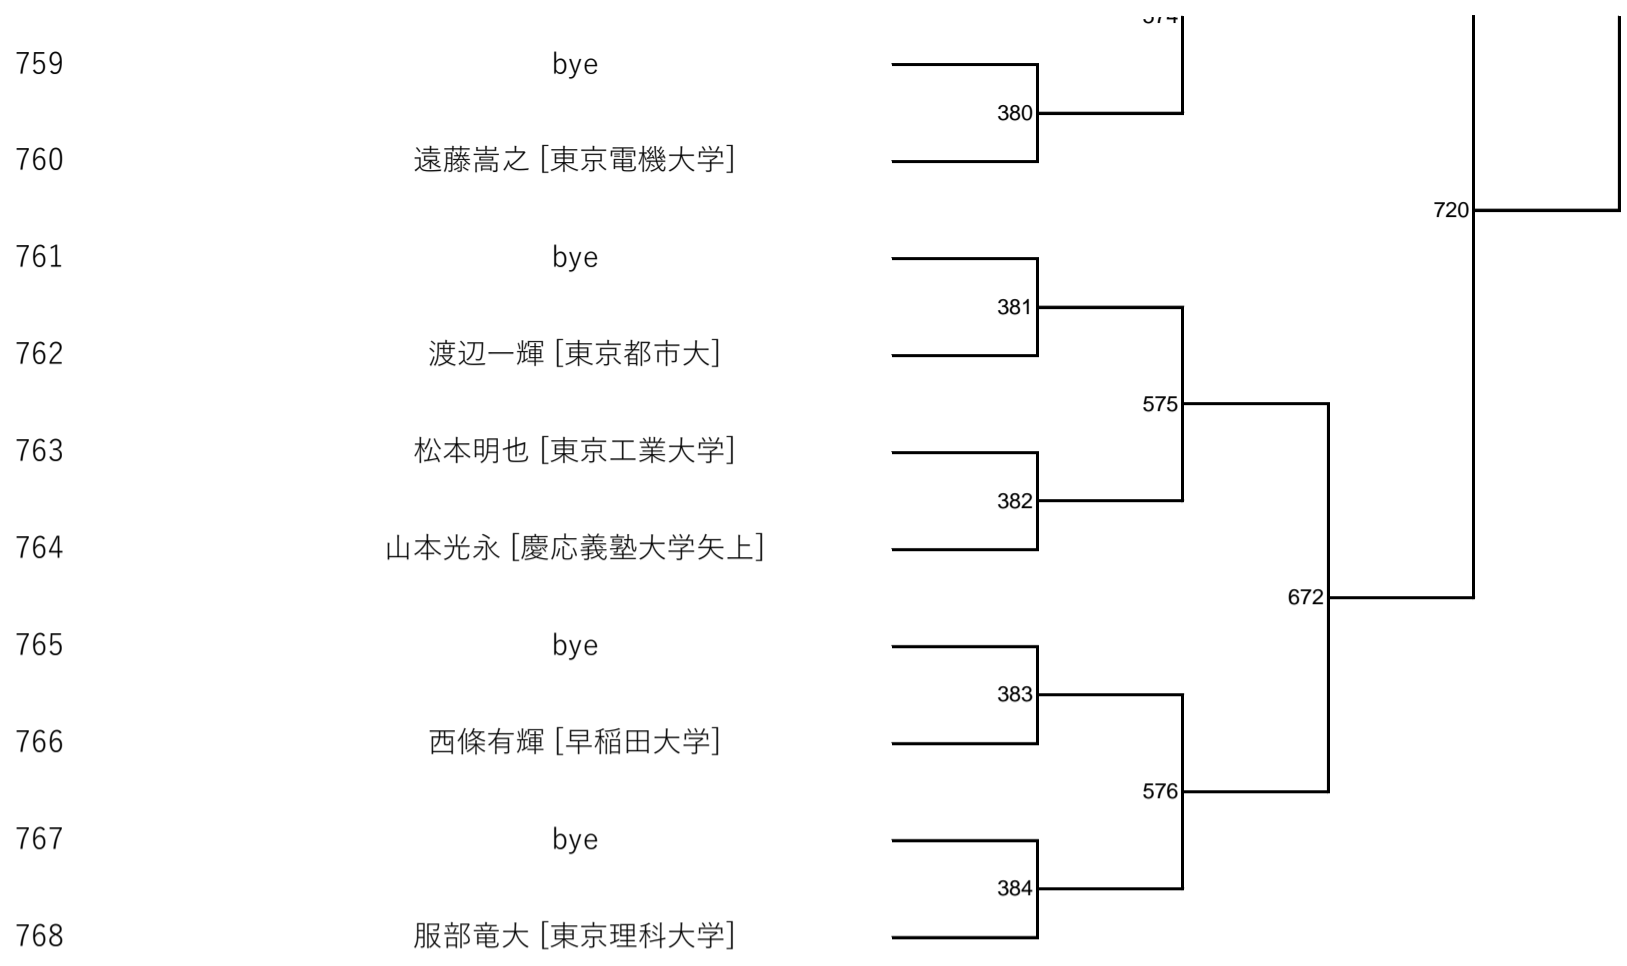 574
759 bye
380
760 遠藤嵩之 [東京電機大学]
720
761 bye
381
762 渡辺一輝 [東京都市大]
575
763 松本明也 [東京工業大学]
382
764 山本光永 [慶応義塾大学矢上]
672
765 bye
383
766 西條有輝 [早稲田大学]
576
767 bye
384
768 服部竜大 [東京理科大学]